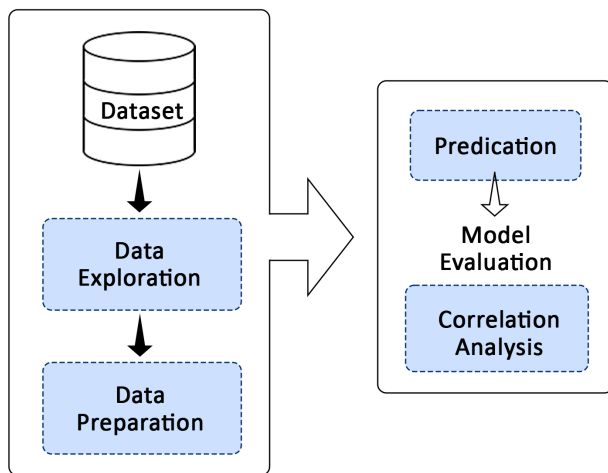 Dataset
Data
Exploration
Data
Preparation
Predication
Model
Evaluation
Correlation
Analysis